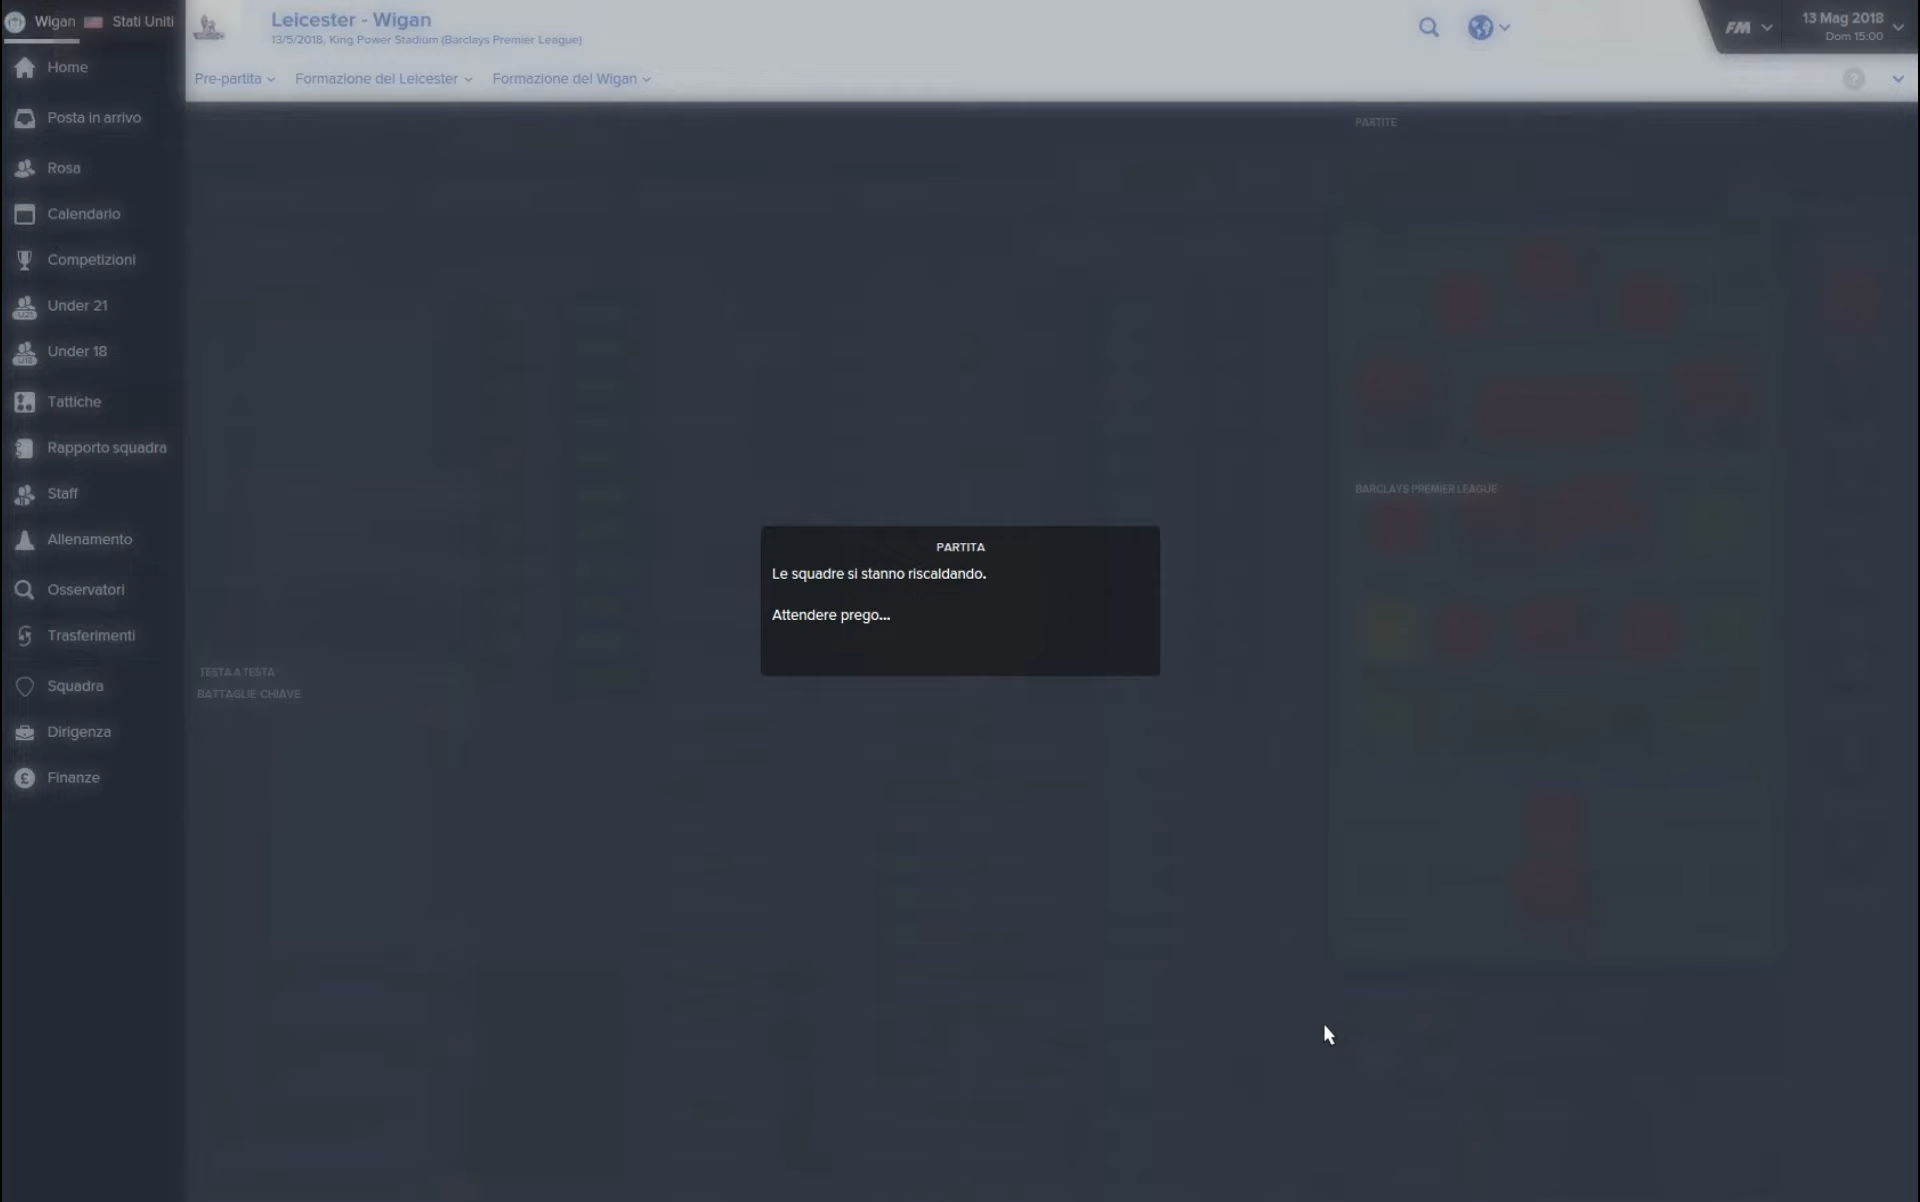 Wigan Stati Uniti
Leicester - Wigan
13/5/2018, King Power Stadium (Barclays Premier League)
FM
13 Mag 2018
Dom 15:00
Pre-partita
Formazione del Leicester
Formazione del Wigan
?
Home
Posta in arrivo
Rosa
Calendario
Competizioni
Under 21
Under 18
Tattiche
Rapporto squadra
Staff
Allenamento
Osservatori
Trasferimenti
Squadra
Dirigenza
Finanze
PARTITE
BARCLAYS PREMIER LEAGUE
PARTITA
Le squadre si stanno riscaldando.
Attendere prego...
TESTA A TESTA
BATTAGLIE CHIAVE